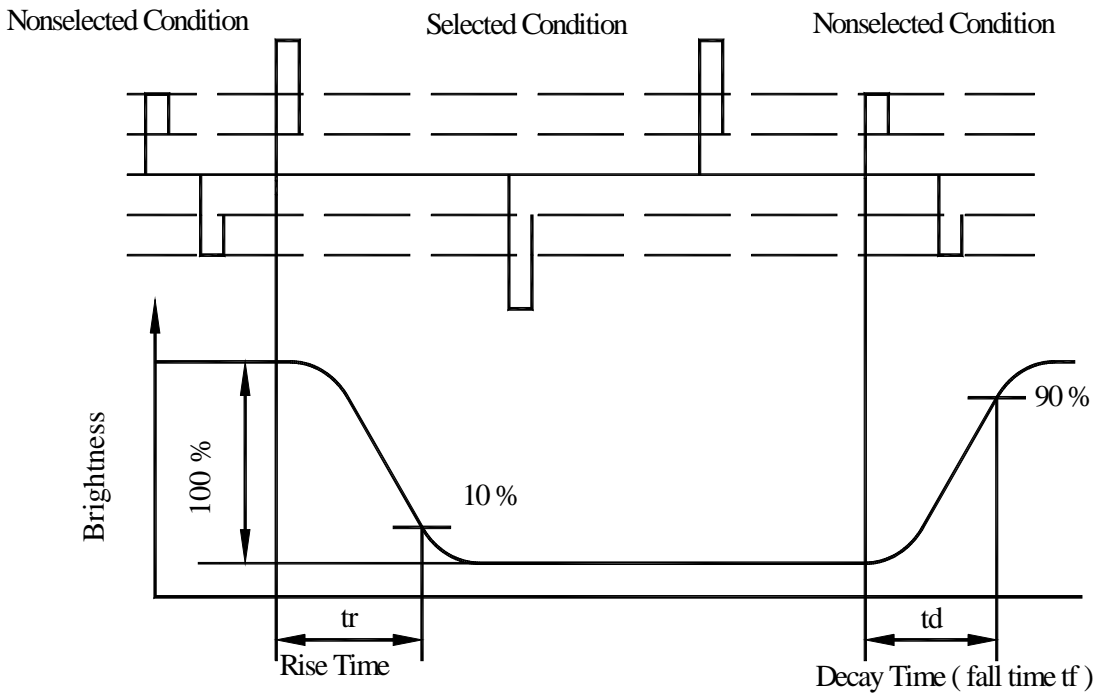 Nonselected Condition
Selected Condition
Nonselected Condition
Brightness
100 %
10 %
90 %
tr
Rise Time
td
Decay Time ( fall time tf )